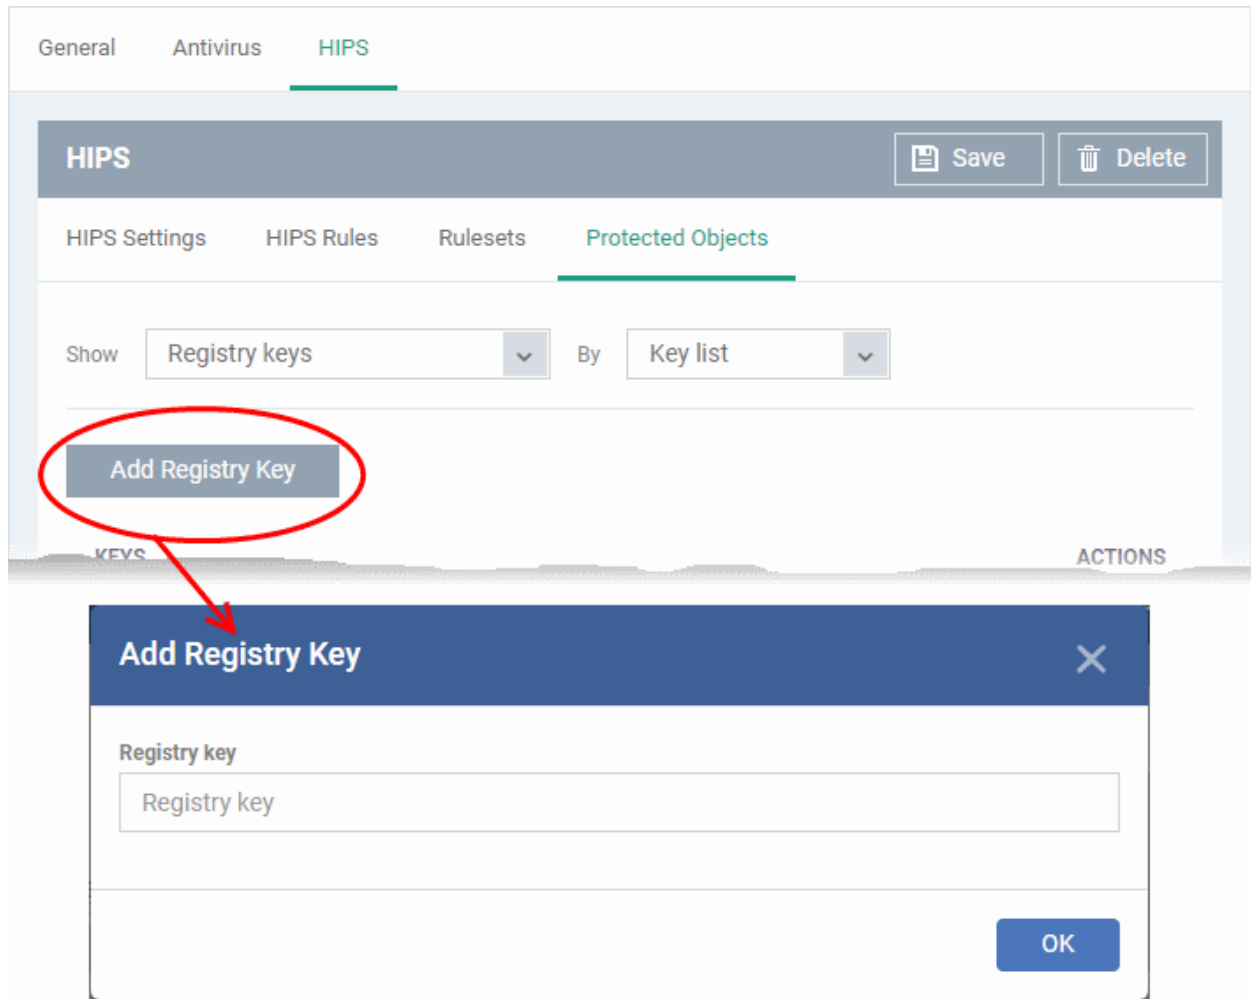 General Antivirus HIPS
HIPS Save Delete
HIPS Settings HIPS Rules Rulesets Protected Objects
Show Registry keys By Key list
Add Registry Key
KEYS ACTIONS
Add Registry Key
Registry key
Registry key
OK